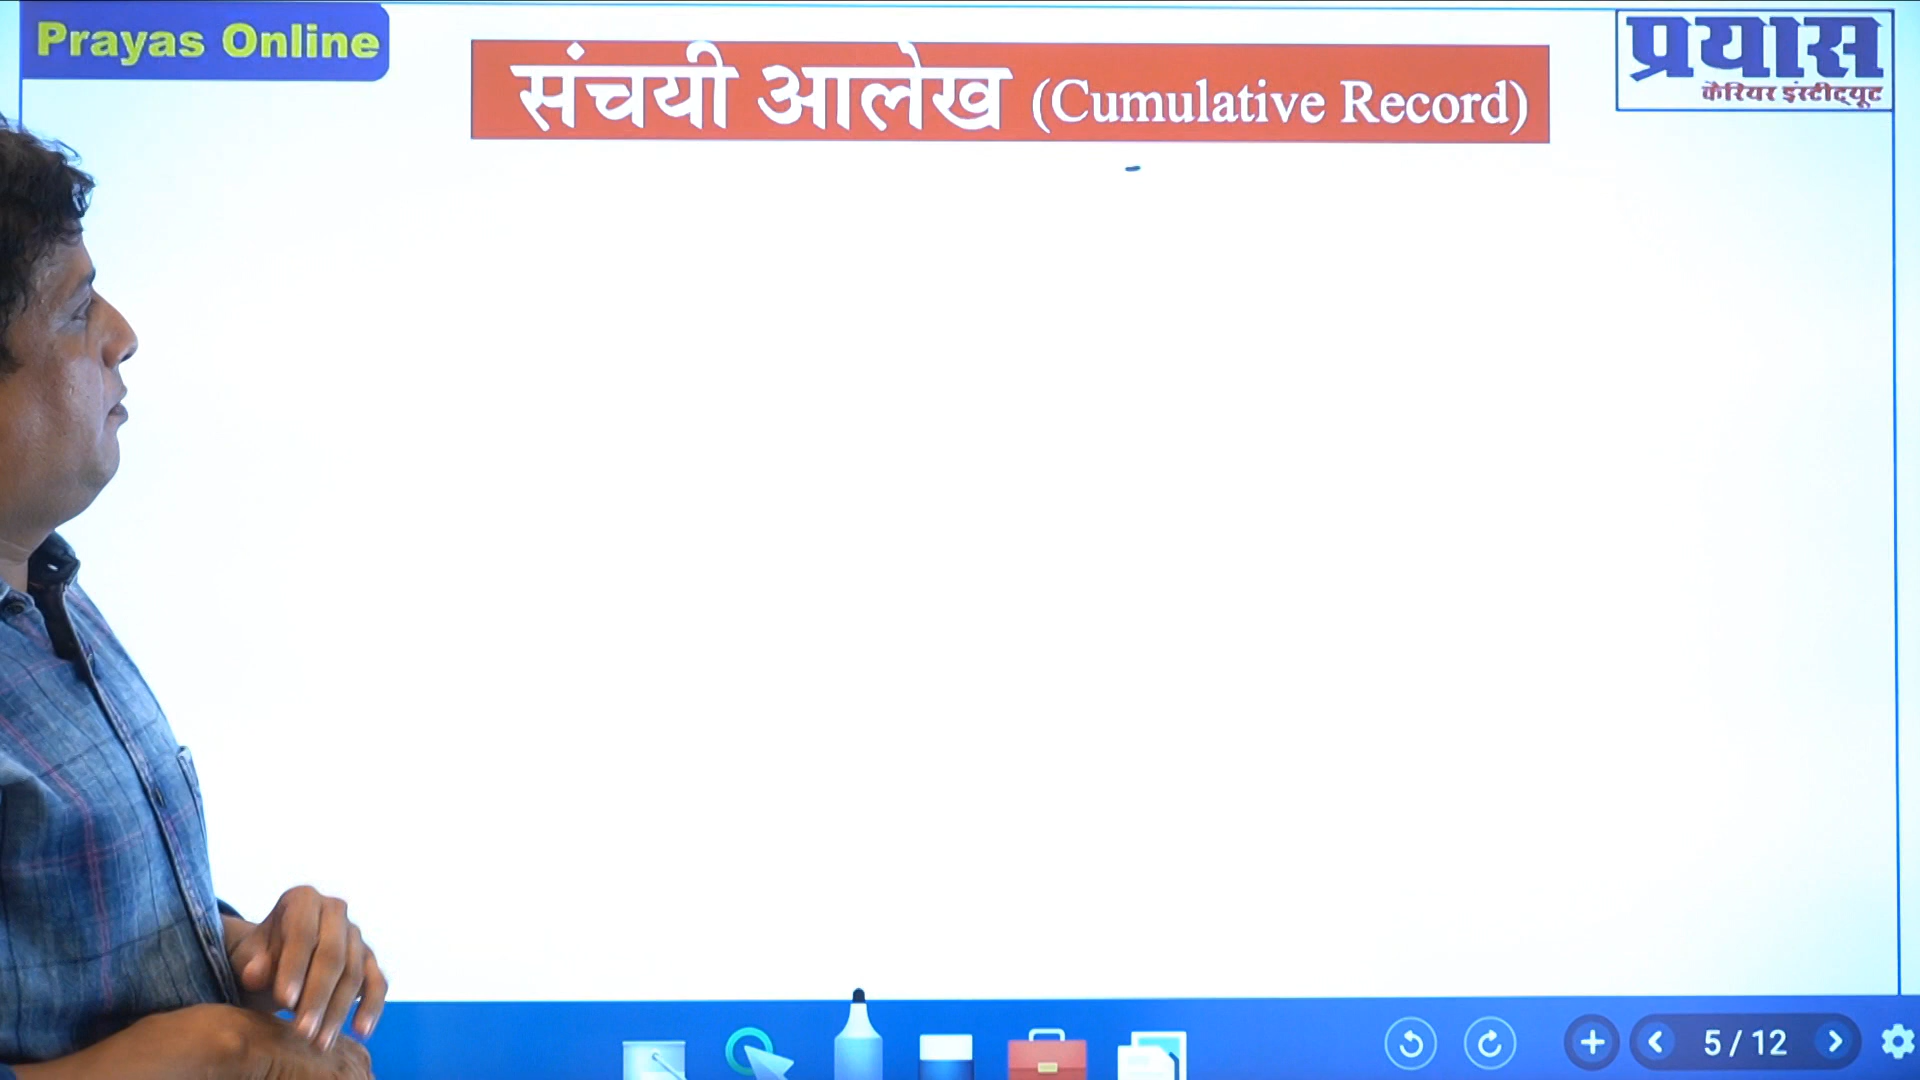 Prayas Online
संचयी आलेख (Cumulative Record)
प्रयास
कैरियर इंस्टीट्यूट
5 / 12